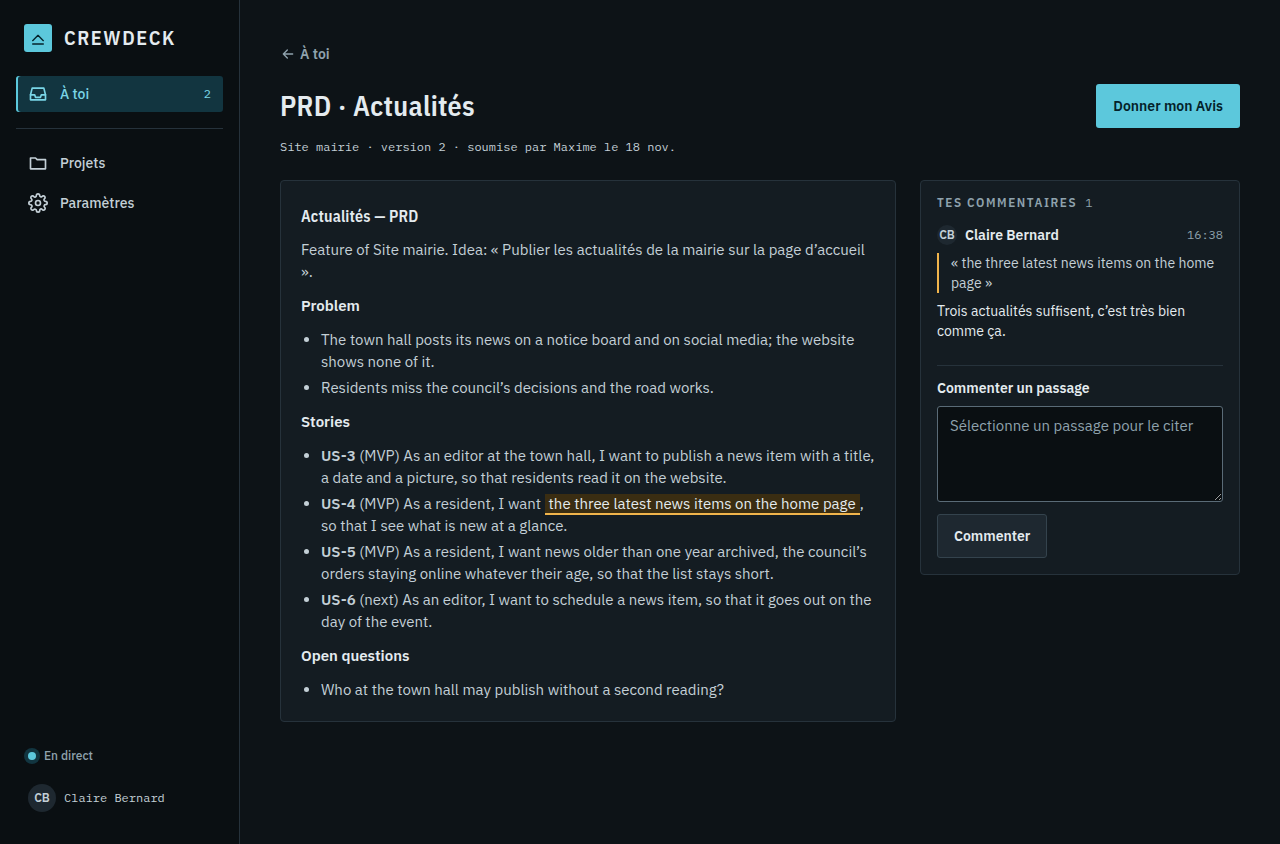 CREWDECK
À toi 2
Projets
Paramètres
En direct
CB Claire Bernard
← À toi
PRD · Actualités
Donner mon Avis
Site mairie · version 2 · soumise par Maxime le 18 nov.
Actualités — PRD
Feature of Site mairie. Idea: « Publier les actualités de la mairie sur la page d’accueil
».
Problem
• The town hall posts its news on a notice board and on social media; the website
shows none of it.
• Residents miss the council’s decisions and the road works.
Stories
• US-3 (MVP) As an editor at the town hall, I want to publish a news item with a title,
a date and a picture, so that residents read it on the website.
• US-4 (MVP) As a resident, I want the three latest news items on the home page ,
so that I see what is new at a glance.
• US-5 (MVP) As a resident, I want news older than one year archived, the council’s
orders staying online whatever their age, so that the list stays short.
• US-6 (next) As an editor, I want to schedule a news item, so that it goes out on the
day of the event.
Open questions
• Who at the town hall may publish without a second reading?
TES COMMENTAIRES 1
CB Claire Bernard 16:38
« the three latest news items on the home
page »
Trois actualités suffisent, c’est très bien
comme ça.
Commenter un passage
Sélectionne un passage pour le citer
Commenter